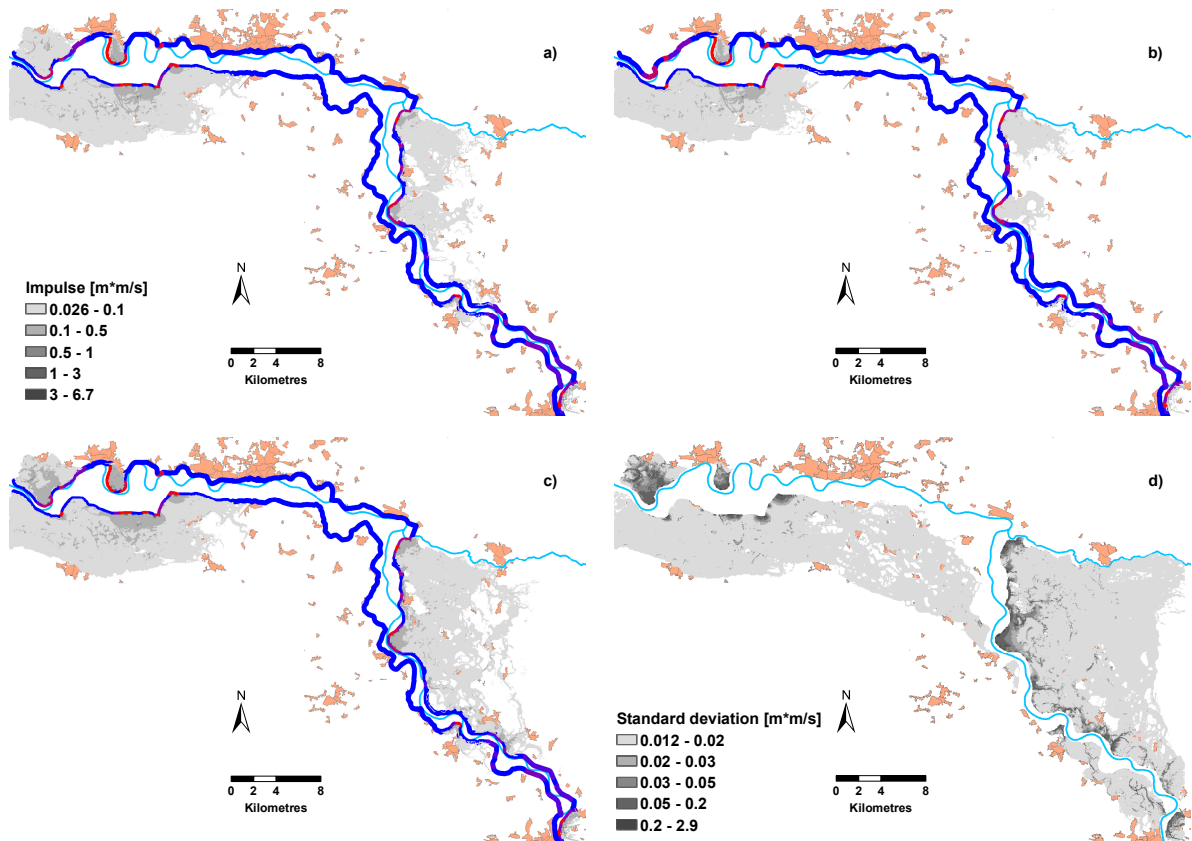 a)
N
Impulse [m*m/s]
0.026 - 0.1
0.1 - 0.5
0.5 - 1
1 - 3
3 - 6.7
0 2 4 8
Kilometres
b)
N
0 2 4 8
Kilometres
c)
N
0 2 4 8
Kilometres
d)
N
Standard deviation [m*m/s]
0.012 - 0.02
0.02 - 0.03
0.03 - 0.05
0.05 - 0.2
0.2 - 2.9
0 2 4 8
Kilometres